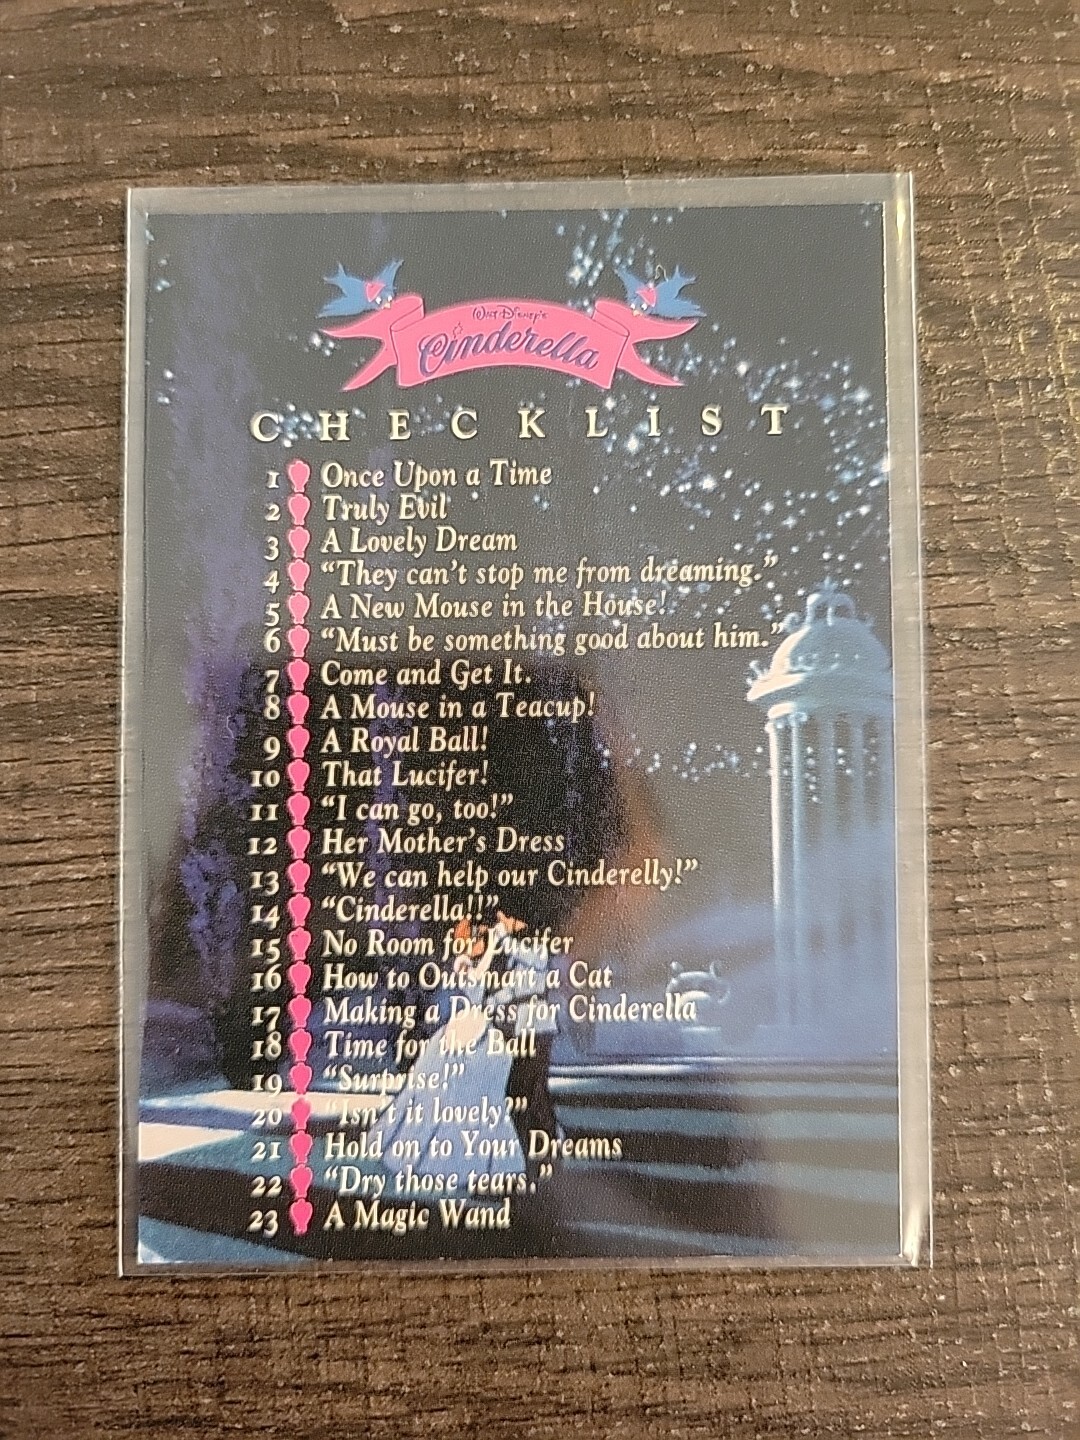 Walt Disney's
Cinderella
CHECKLIST
1 Once Upon a Time
2 Truly Evil
3 A Lovely Dream
4 “They can't stop me from dreaming.”
5 A New Mouse in the House!
6 “Must be something good about him.”
7 Come and Get It.
8 A Mouse in a Teacup!
9 A Royal Ball!
10 That Lucifer!
11 “I can go, too!”
12 Her Mother's Dress
13 “We can help our Cinderelly!”
14 “Cinderella!!”
15 No Room for Lucifer
16 How to Outsmart a Cat
17 Making a Dress for Cinderella
18 Time for the Ball
19 “Surprise!”
20 “Isn't it lovely?”
21 Hold on to Your Dreams
22 “Dry those tears.”
23 A Magic Wand